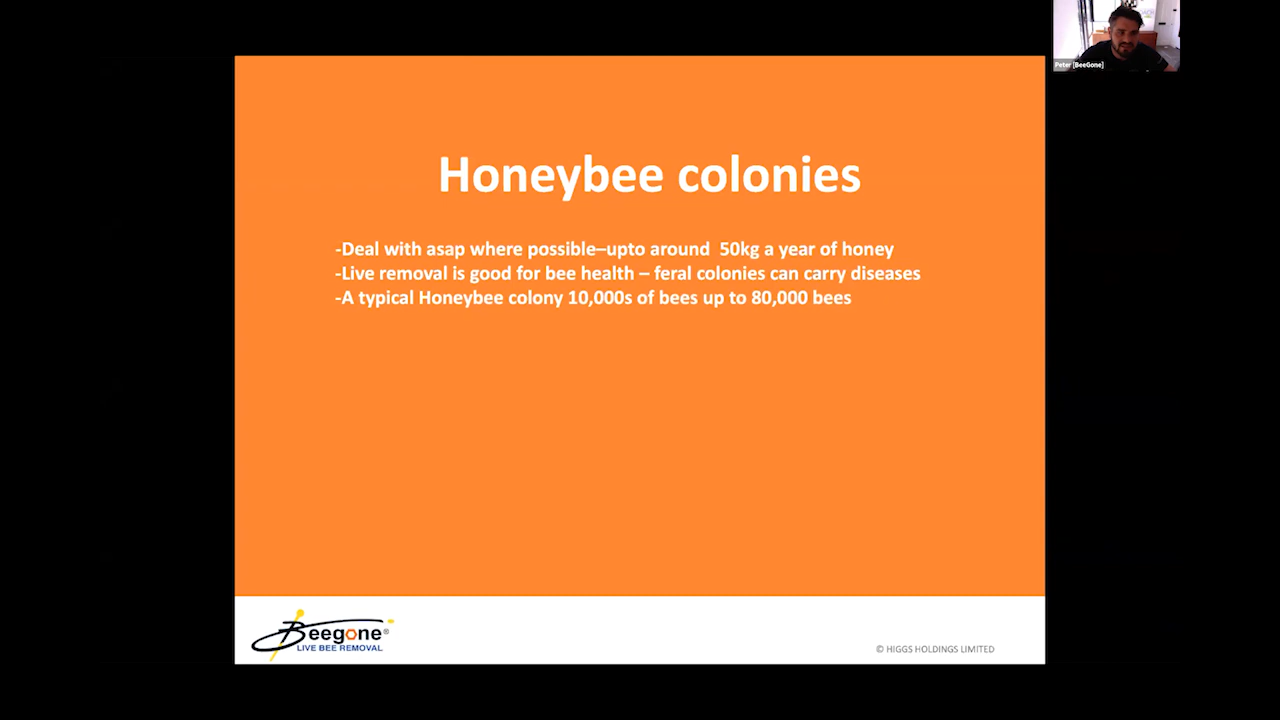 Peter [BeeGone]
Honeybee colonies
-Deal with asap where possible–upto around  50kg a year of honey
-Live removal is good for bee health – feral colonies can carry diseases
-A typical Honeybee colony 10,000s of bees up to 80,000 bees
Beegone®
LIVE BEE REMOVAL
© HIGGS HOLDINGS LIMITED